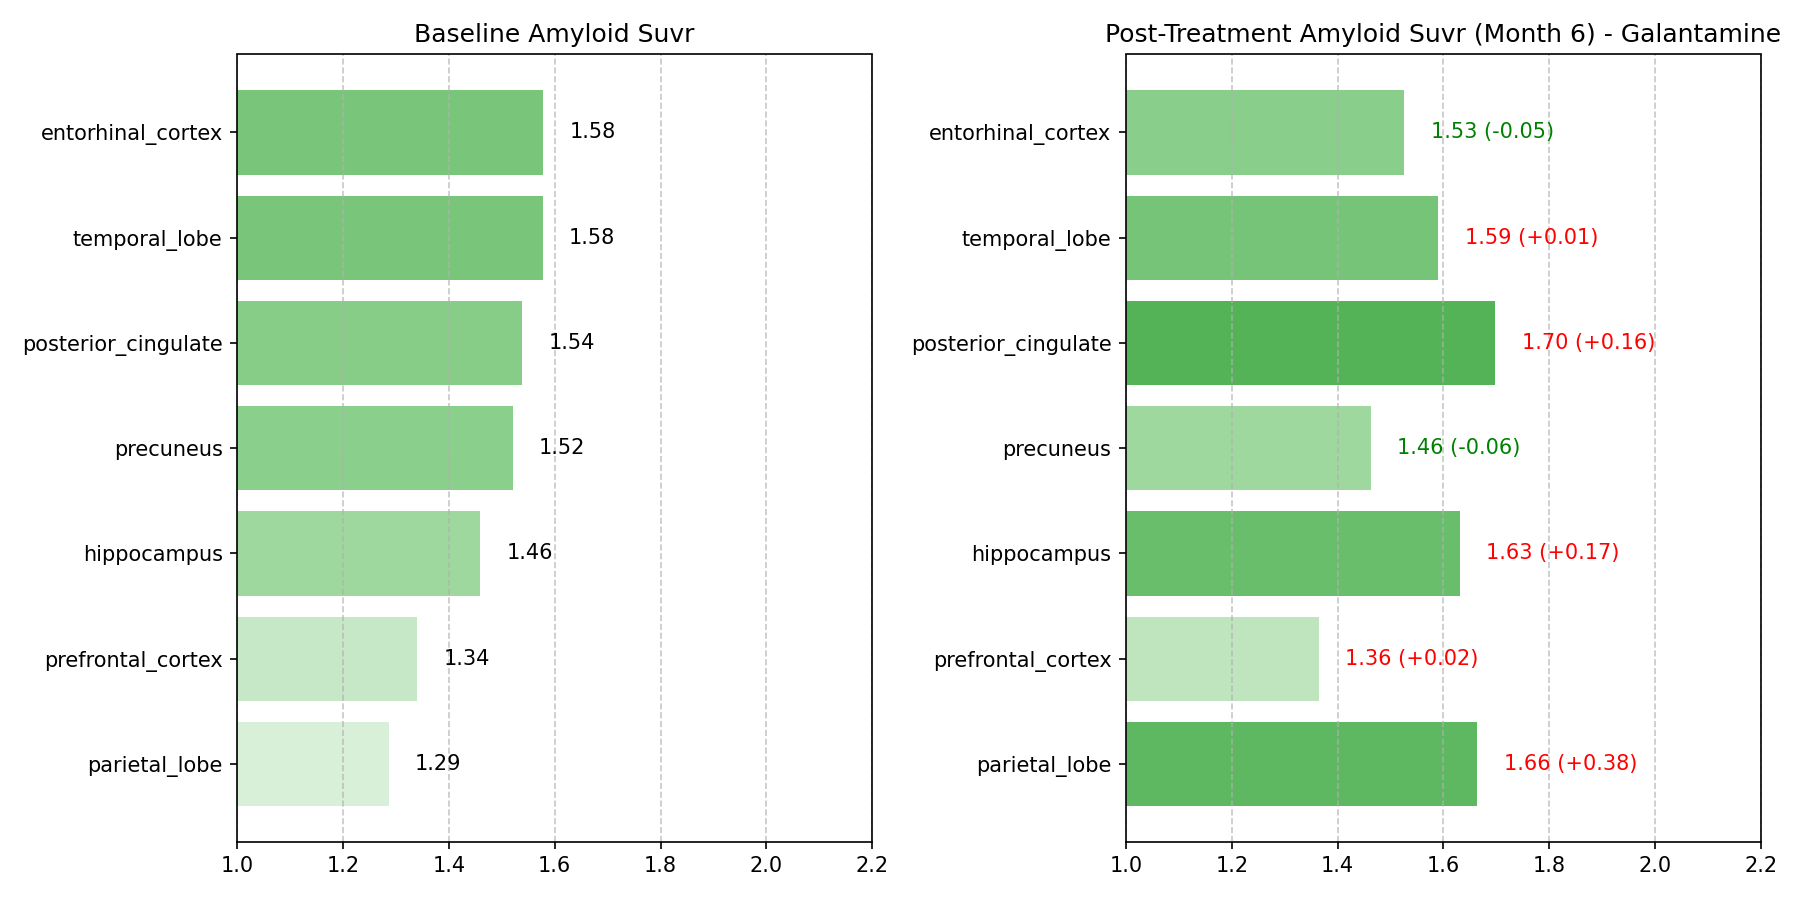 Baseline Amyloid Suvr
entorhinal_cortex 1.58
temporal_lobe 1.58
posterior_cingulate 1.54
precuneus 1.52
hippocampus 1.46
prefrontal_cortex 1.34
parietal_lobe 1.29
1.0 1.2 1.4 1.6 1.8 2.0 2.2
Post-Treatment Amyloid Suvr (Month 6) - Galantamine
entorhinal_cortex 1.53 (-0.05)
temporal_lobe 1.59 (+0.01)
posterior_cingulate 1.70 (+0.16)
precuneus 1.46 (-0.06)
hippocampus 1.63 (+0.17)
prefrontal_cortex 1.36 (+0.02)
parietal_lobe 1.66 (+0.38)
1.0 1.2 1.4 1.6 1.8 2.0 2.2